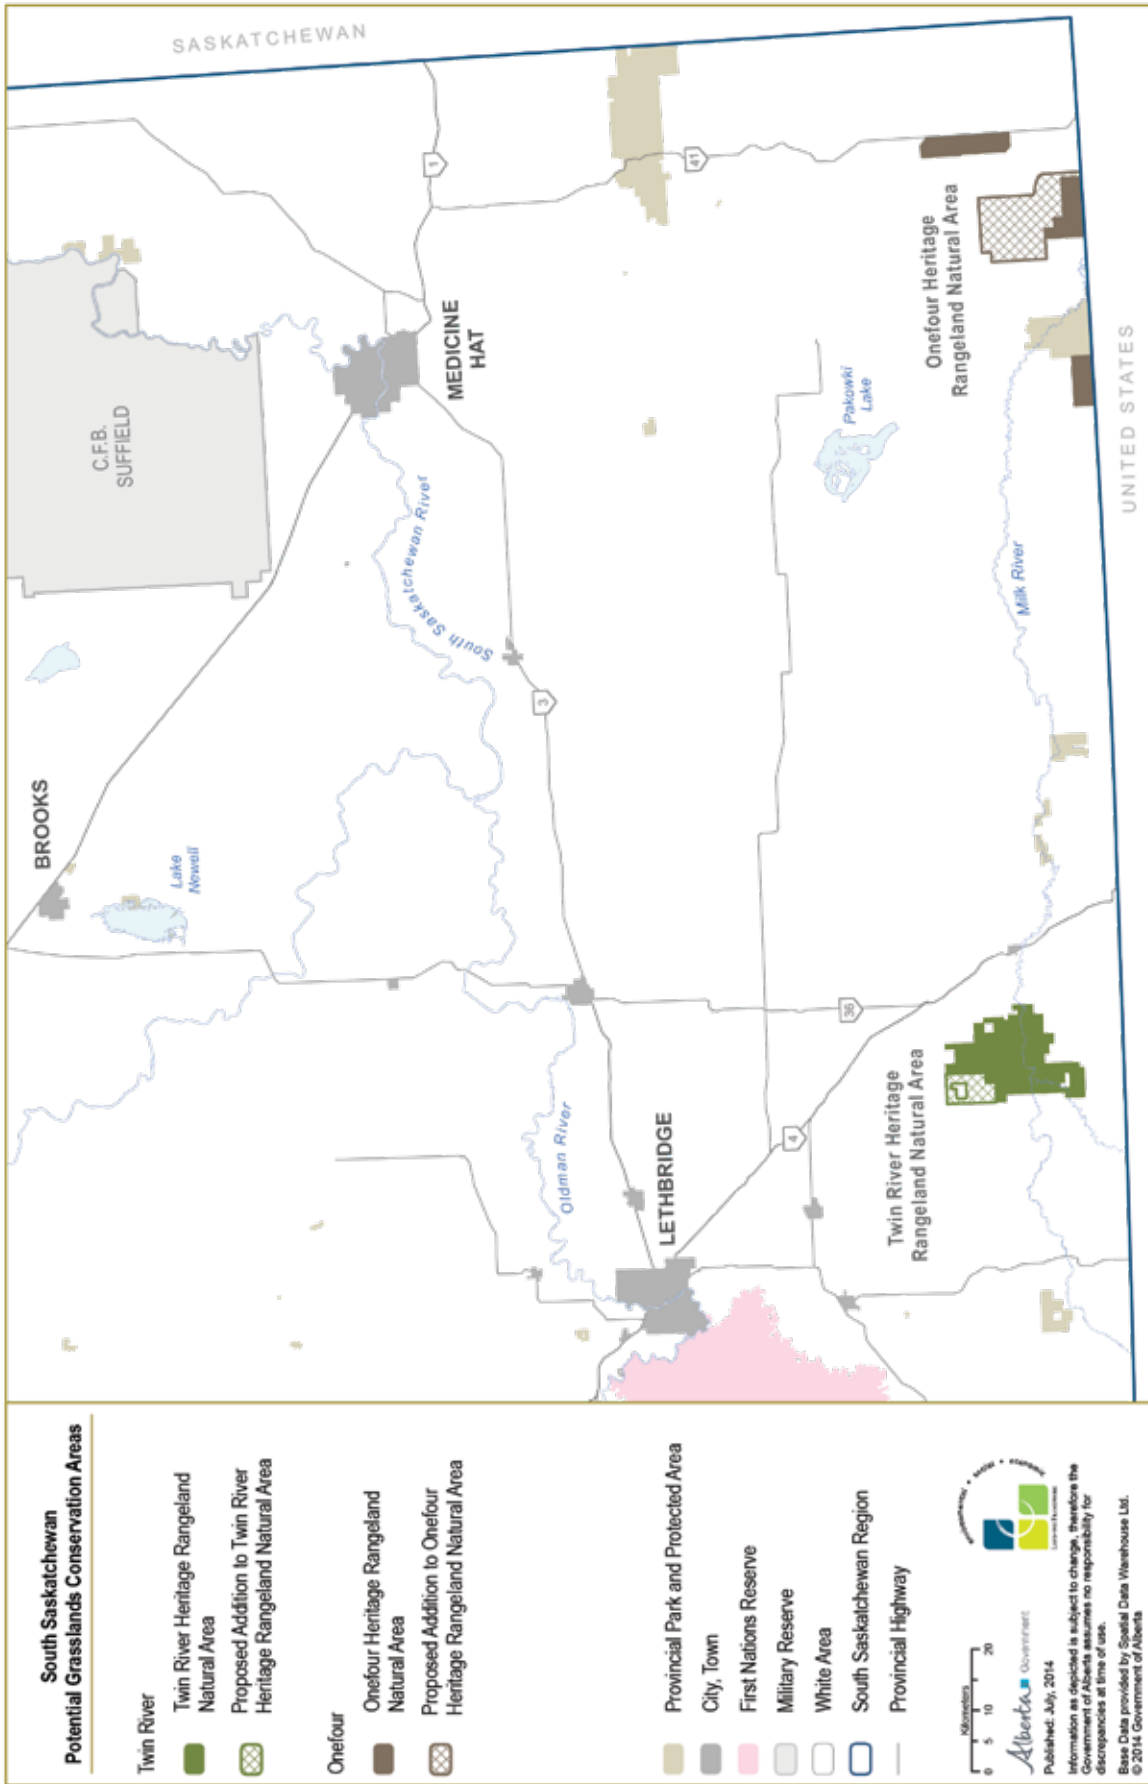 South Saskatchewan
Potential Grasslands Conservation Areas
Twin River
Twin River Heritage Rangeland
Natural Area
Proposed Addition to Twin River
Heritage Rangeland Natural Area
Onefour
Onefour Heritage Rangeland
Natural Area
Proposed Addition to Onefour
Heritage Rangeland Natural Area
Provincial Park and Protected Area
City, Town
First Nations Reserve
Military Reserve
White Area
South Saskatchewan Region
Provincial Highway
Kilometers
0 5 10 20
Alberta Government
environmental • social • economic
Published: July, 2014
Information as depicted is subject to change, therefore the
Government of Alberta assumes no responsibility for
discrepancies at time of use.
Base Data provided by Spatial Data Warehouse Ltd.
© 2014 Government of Alberta
BROOKS
Lake
Newell
C.F.B.
SUFFIELD
SASKATCHEWAN
1
MEDICINE
HAT
South Saskatchewan River
3
41
Oldman River
LETHBRIDGE
4
36
Pakowki
Lake
Twin River Heritage
Rangeland Natural Area
Onefour Heritage
Rangeland Natural Area
Milk River
UNITED STATES